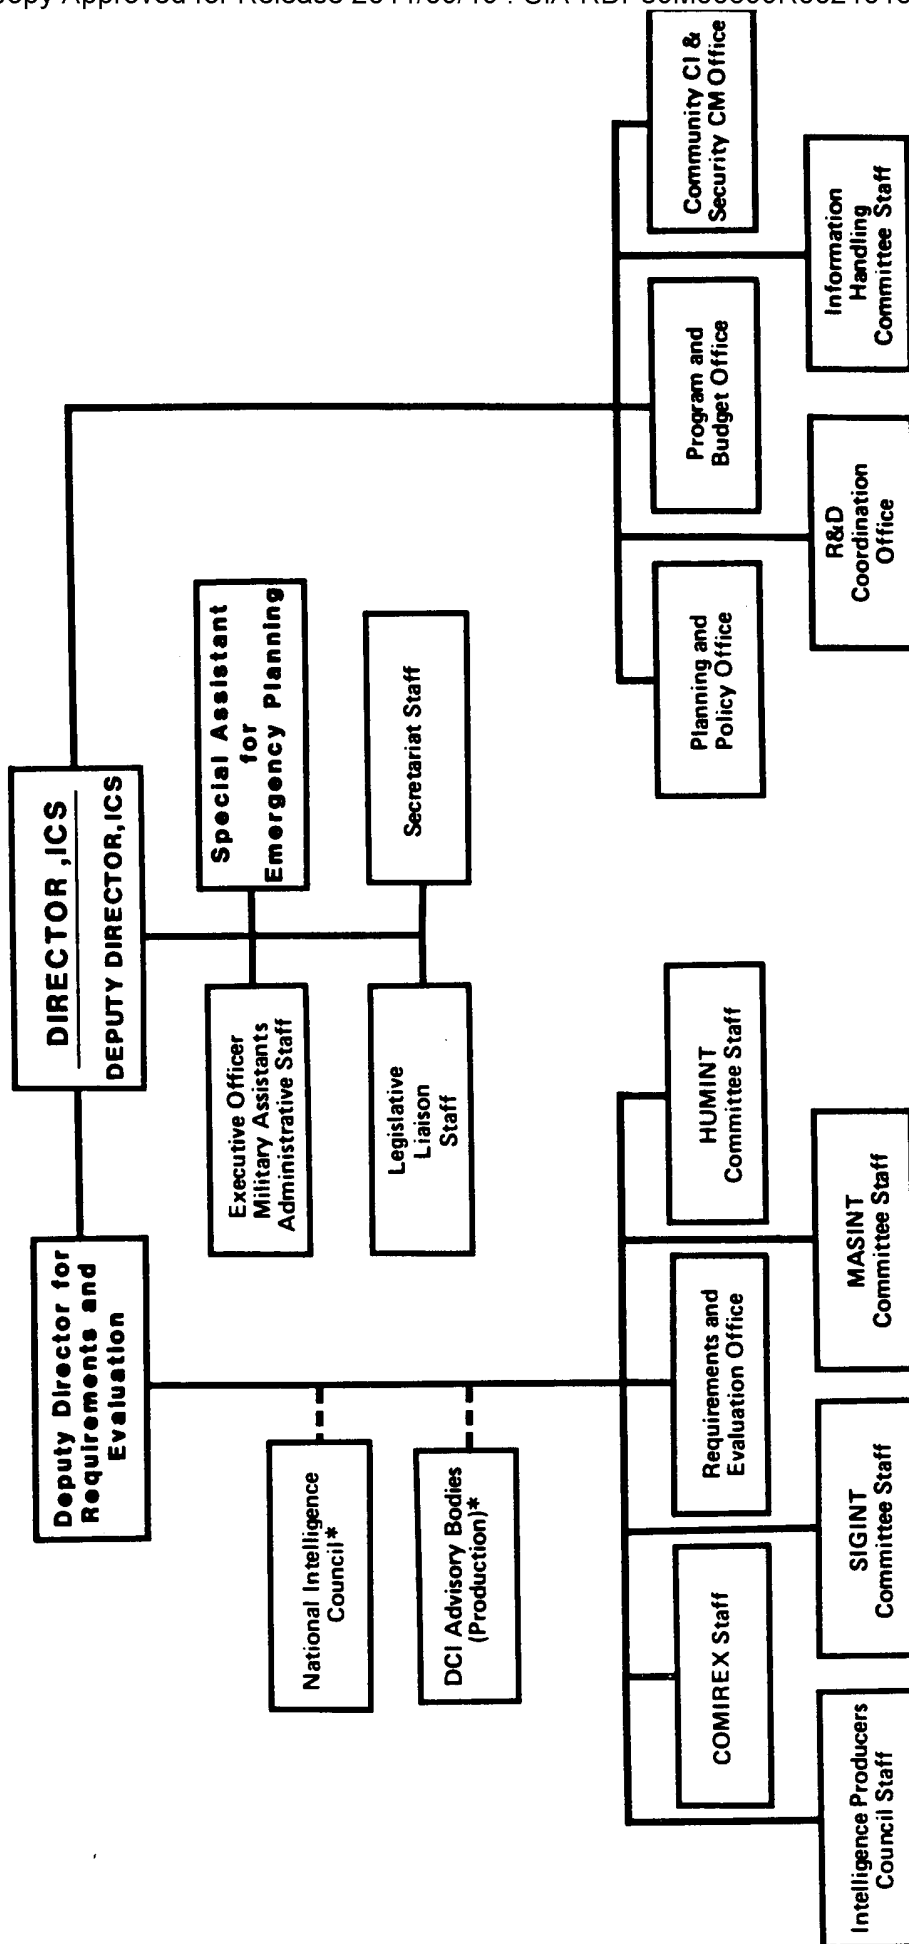 Copy Approved for Release
DIRECTOR, ICS
DEPUTY DIRECTOR, ICS
Deputy Director for
Requirements and
Evaluation
Executive Officer
Military Assistants
Administrative Staff
Special Assistant
for
Emergency Planning
Legislative
Liaison
Staff
Secretariat Staff
National Intelligence
Council*
DCI Advisory Bodies
(Production)*
COMIREX Staff
Requirements and
Evaluation Office
HUMINT
Committee Staff
Intelligence Producers
Council Staff
SIGINT
Committee Staff
MASINT
Committee Staff
Planning and
Policy Office
Program and
Budget Office
Community CI &
Security CM Office
R&D
Coordination
Office
Information
Handling
Committee Staff